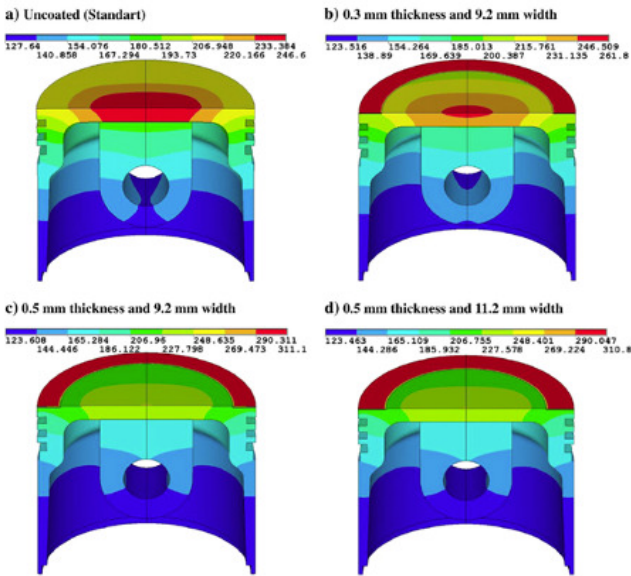 a) Uncoated (Standart)
127.64 154.076 180.512 206.948 233.384
140.858 167.294 193.73 220.166 246.6
b) 0.3 mm thickness and 9.2 mm width
123.516 154.264 185.013 215.761 246.509
138.89 169.639 200.387 231.135 261.8
c) 0.5 mm thickness and 9.2 mm width
123.608 165.284 206.96 248.635 290.311
144.446 186.122 227.798 269.473 311.1
d) 0.5 mm thickness and 11.2 mm width
123.463 165.109 206.755 248.401 290.047
144.286 185.932 227.578 269.224 310.8